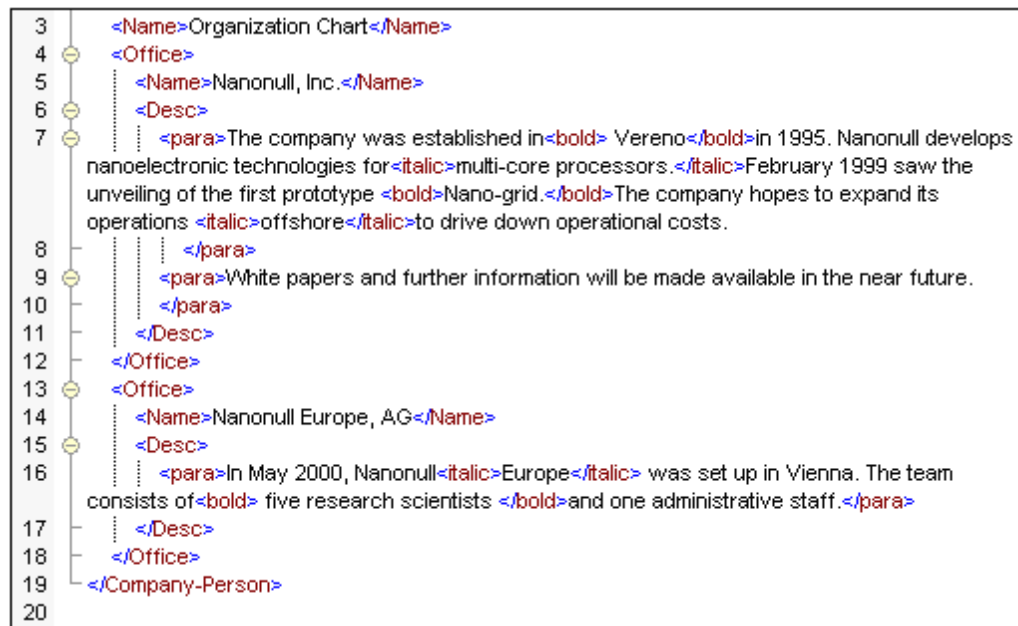 3 <Name>Organization Chart</Name>
4 <Office>
5 <Name>Nanonull, Inc.</Name>
6 <Desc>
7 <para>The company was established in<bold> Vereno</bold>in 1995. Nanonull develops
nanoelectronic technologies for<italic>multi-core processors.</italic>February 1999 saw the
unveiling of the first prototype <bold>Nano-grid.</bold>The company hopes to expand its
operations <italic>offshore</italic>to drive down operational costs.
8 </para>
9 <para>White papers and further information will be made available in the near future.
10 </para>
11 </Desc>
12 </Office>
13 <Office>
14 <Name>Nanonull Europe, AG</Name>
15 <Desc>
16 <para>In May 2000, Nanonull<italic>Europe</italic> was set up in Vienna. The team
consists of<bold> five research scientists </bold>and one administrative staff.</para>
17 </Desc>
18 </Office>
19 </Company-Person>
20